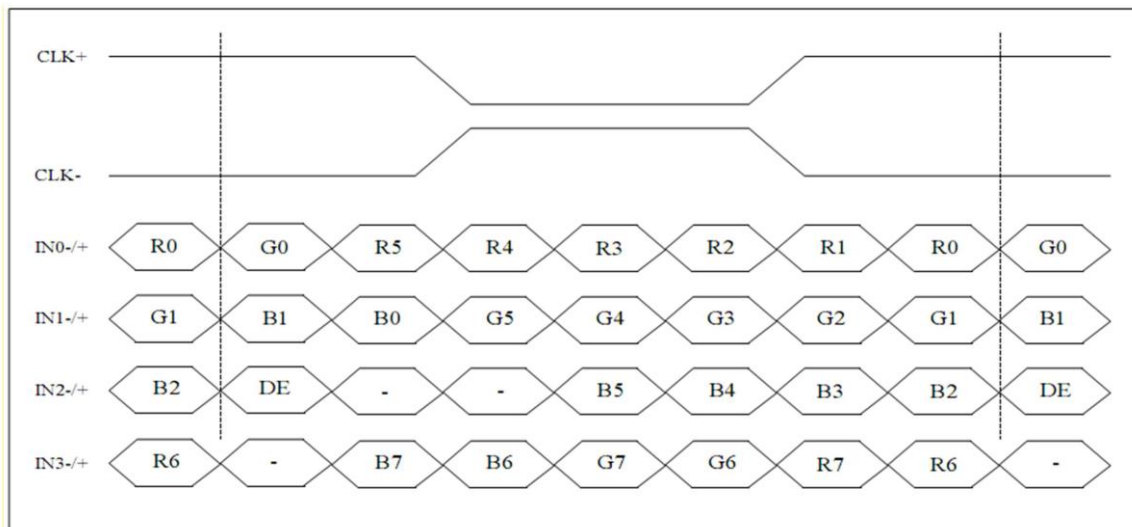 CLK+
CLK-
IN0-/+ R0 G0 R5 R4 R3 R2 R1 R0 G0
IN1-/+ G1 B1 B0 G5 G4 G3 G2 G1 B1
IN2-/+ B2 DE - - B5 B4 B3 B2 DE
IN3-/+ R6 - B7 B6 G7 G6 R7 R6 -